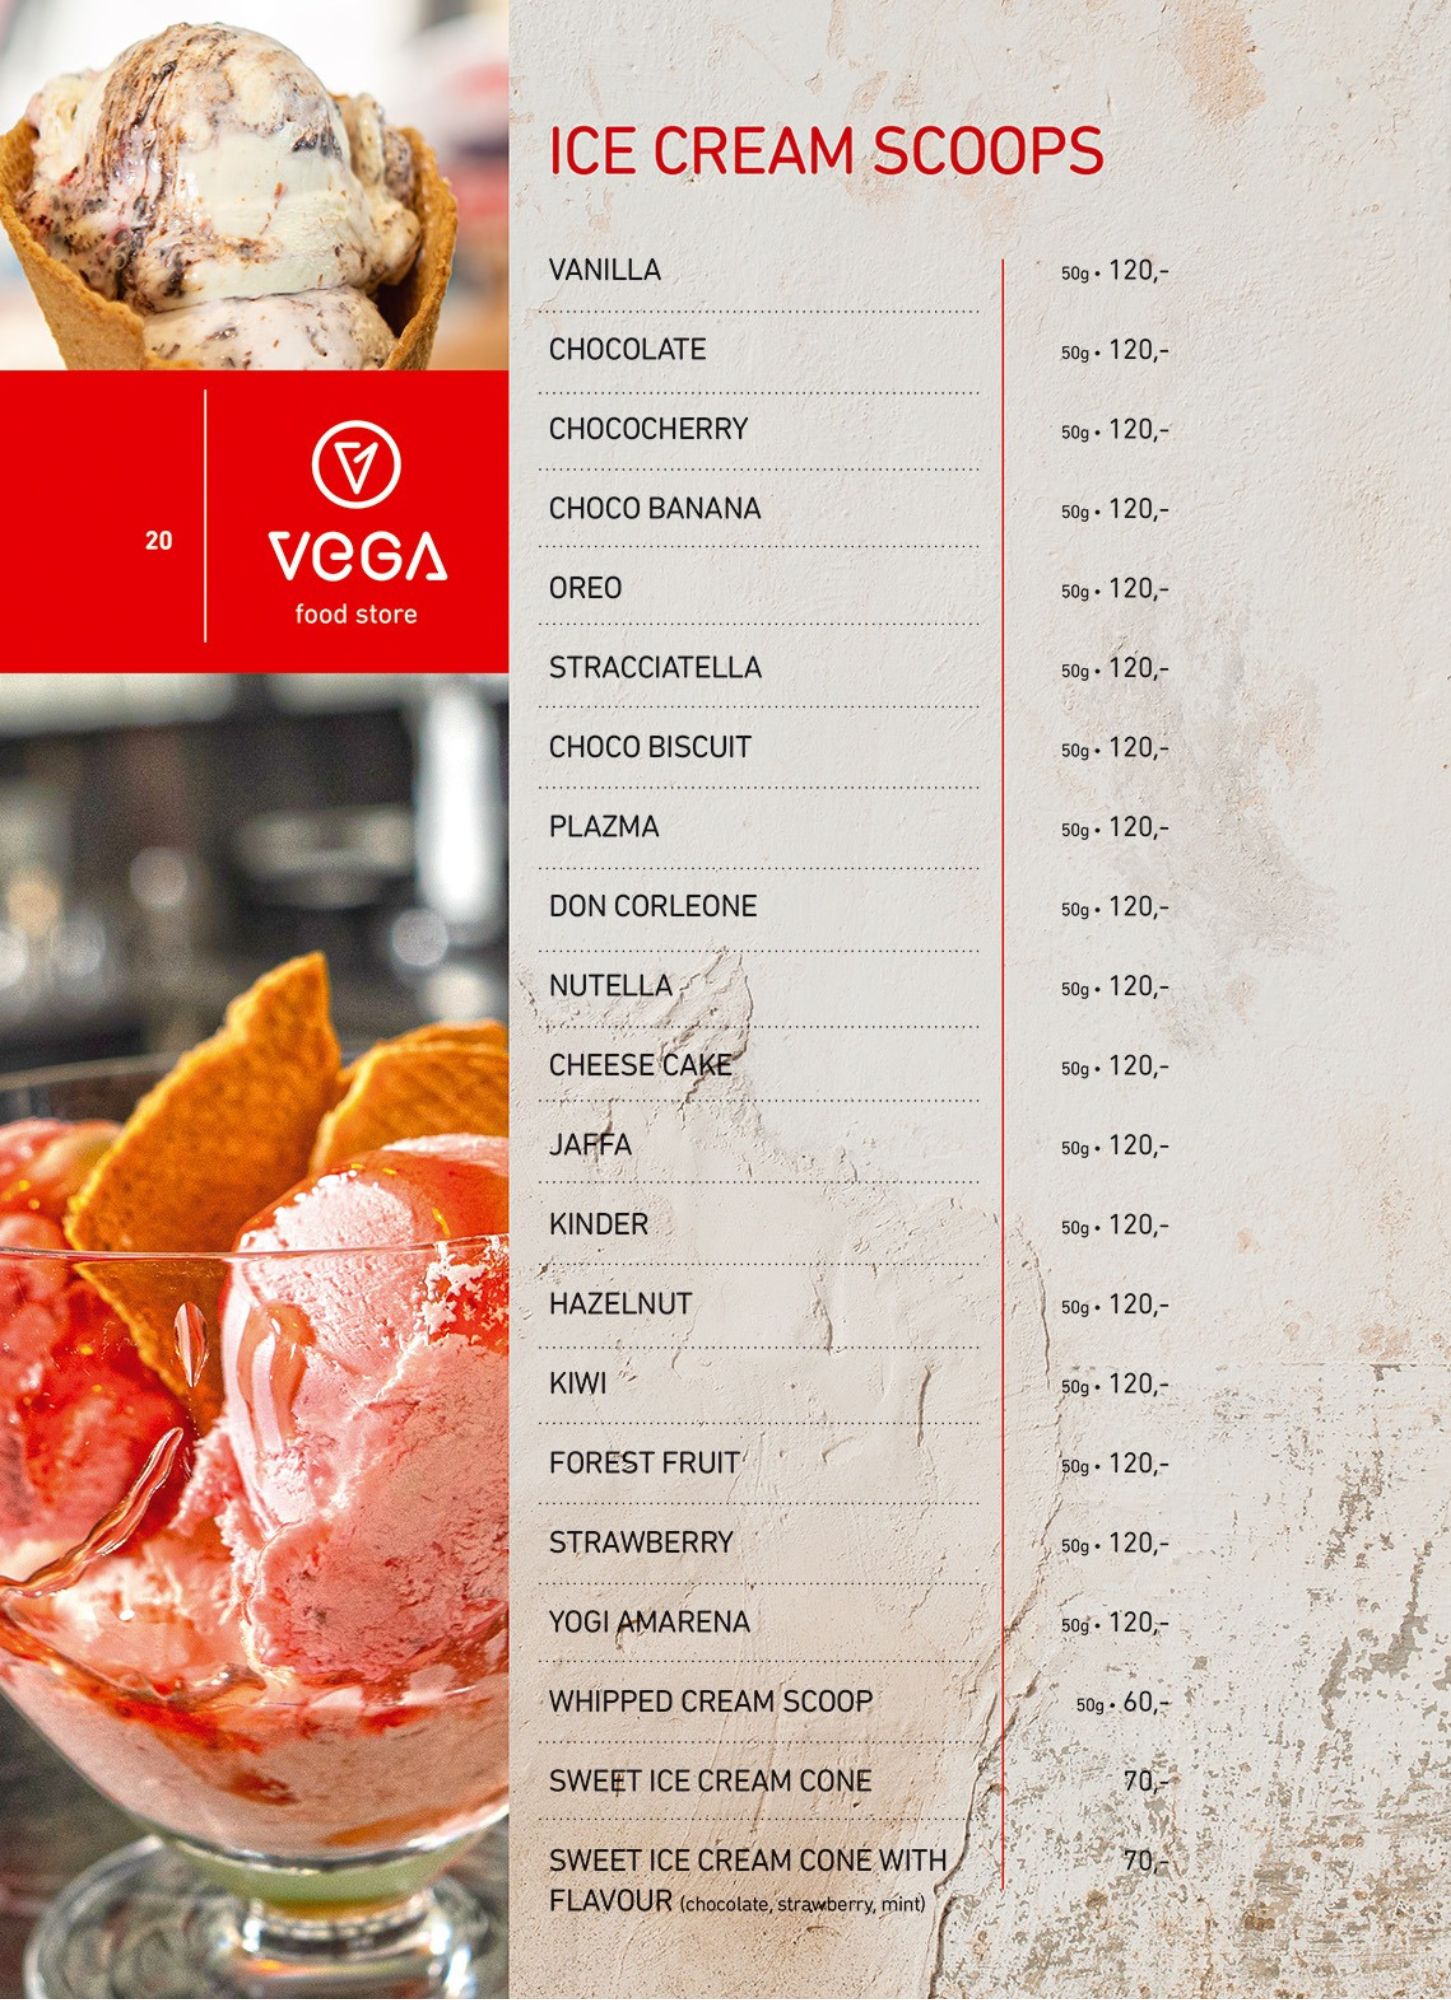 20
VEGA
food store
ICE CREAM SCOOPS
VANILLA 50g • 120,-
CHOCOLATE 50g • 120,-
CHOCOCHERRY 50g • 120,-
CHOCO BANANA 50g • 120,-
OREO 50g • 120,-
STRACCIATELLA 50g • 120,-
CHOCO BISCUIT 50g • 120,-
PLAZMA 50g • 120,-
DON CORLEONE 50g • 120,-
NUTELLA 50g • 120,-
CHEESE CAKE 50g • 120,-
JAFFA 50g • 120,-
KINDER 50g • 120,-
HAZELNUT 50g • 120,-
KIWI 50g • 120,-
FOREST FRUIT 50g • 120,-
STRAWBERRY 50g • 120,-
YOGI AMARENA 50g • 120,-
WHIPPED CREAM SCOOP 50g • 60,-
SWEET ICE CREAM CONE 70,-
SWEET ICE CREAM CONE WITH 70,-
FLAVOUR (chocolate, strawberry, mint)